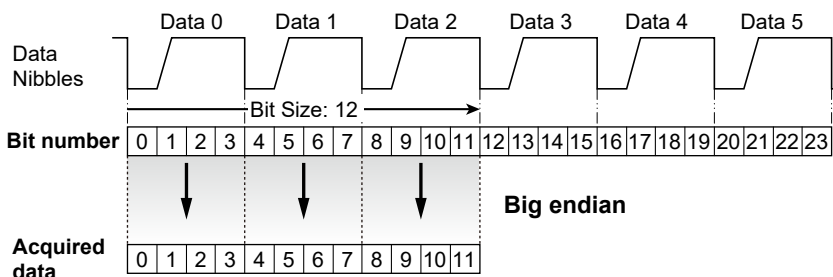 Data 0 Data 1 Data 2 Data 3 Data 4 Data 5
Data
Nibbles
Bit Size: 12
Bit number 0 1 2 3 4 5 6 7 8 9 10 11 12 13 14 15 16 17 18 19 20 21 22 23
Big endian
Acquired
data 0 1 2 3 4 5 6 7 8 9 10 11